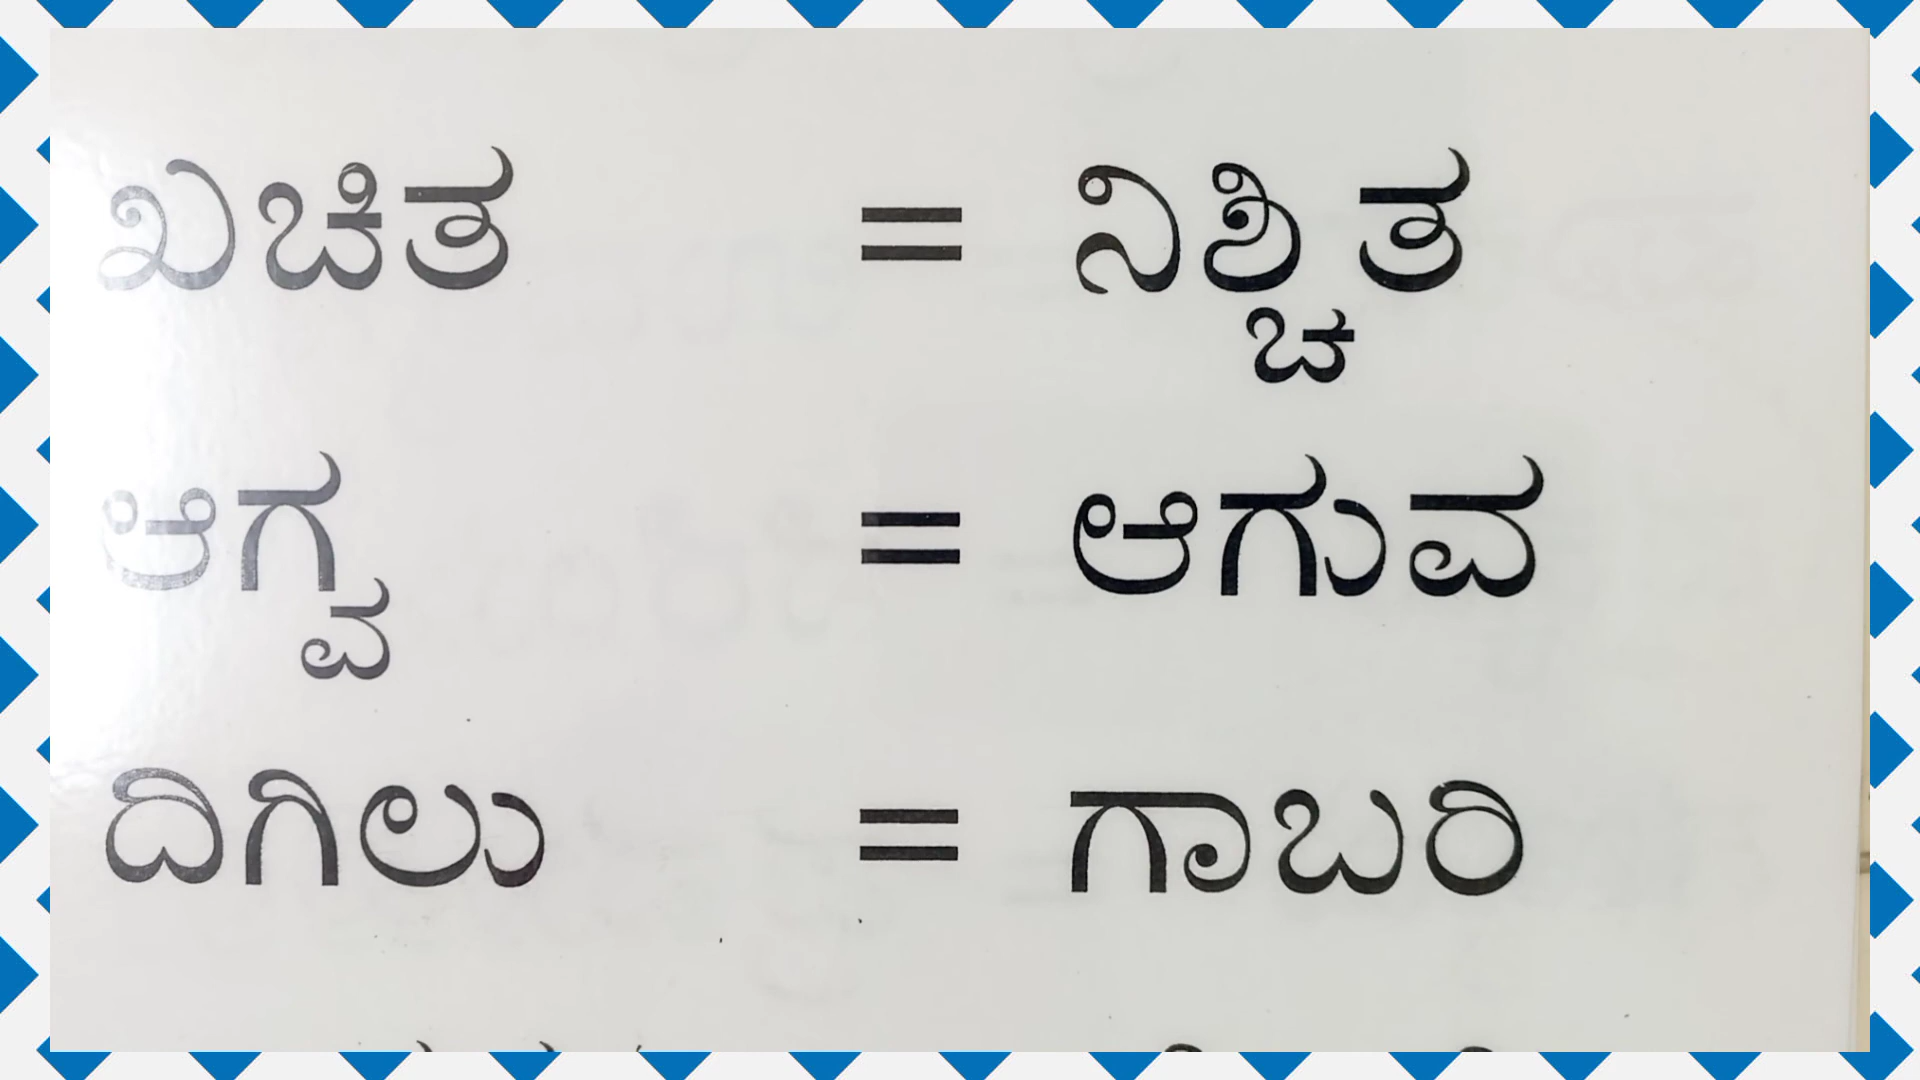 ಖಚಿತ = ನಿಶ್ಚಿತ
ಆಗ್ವ = ಆಗುವ
ದಿಗಿಲು = ಗಾಬರಿ